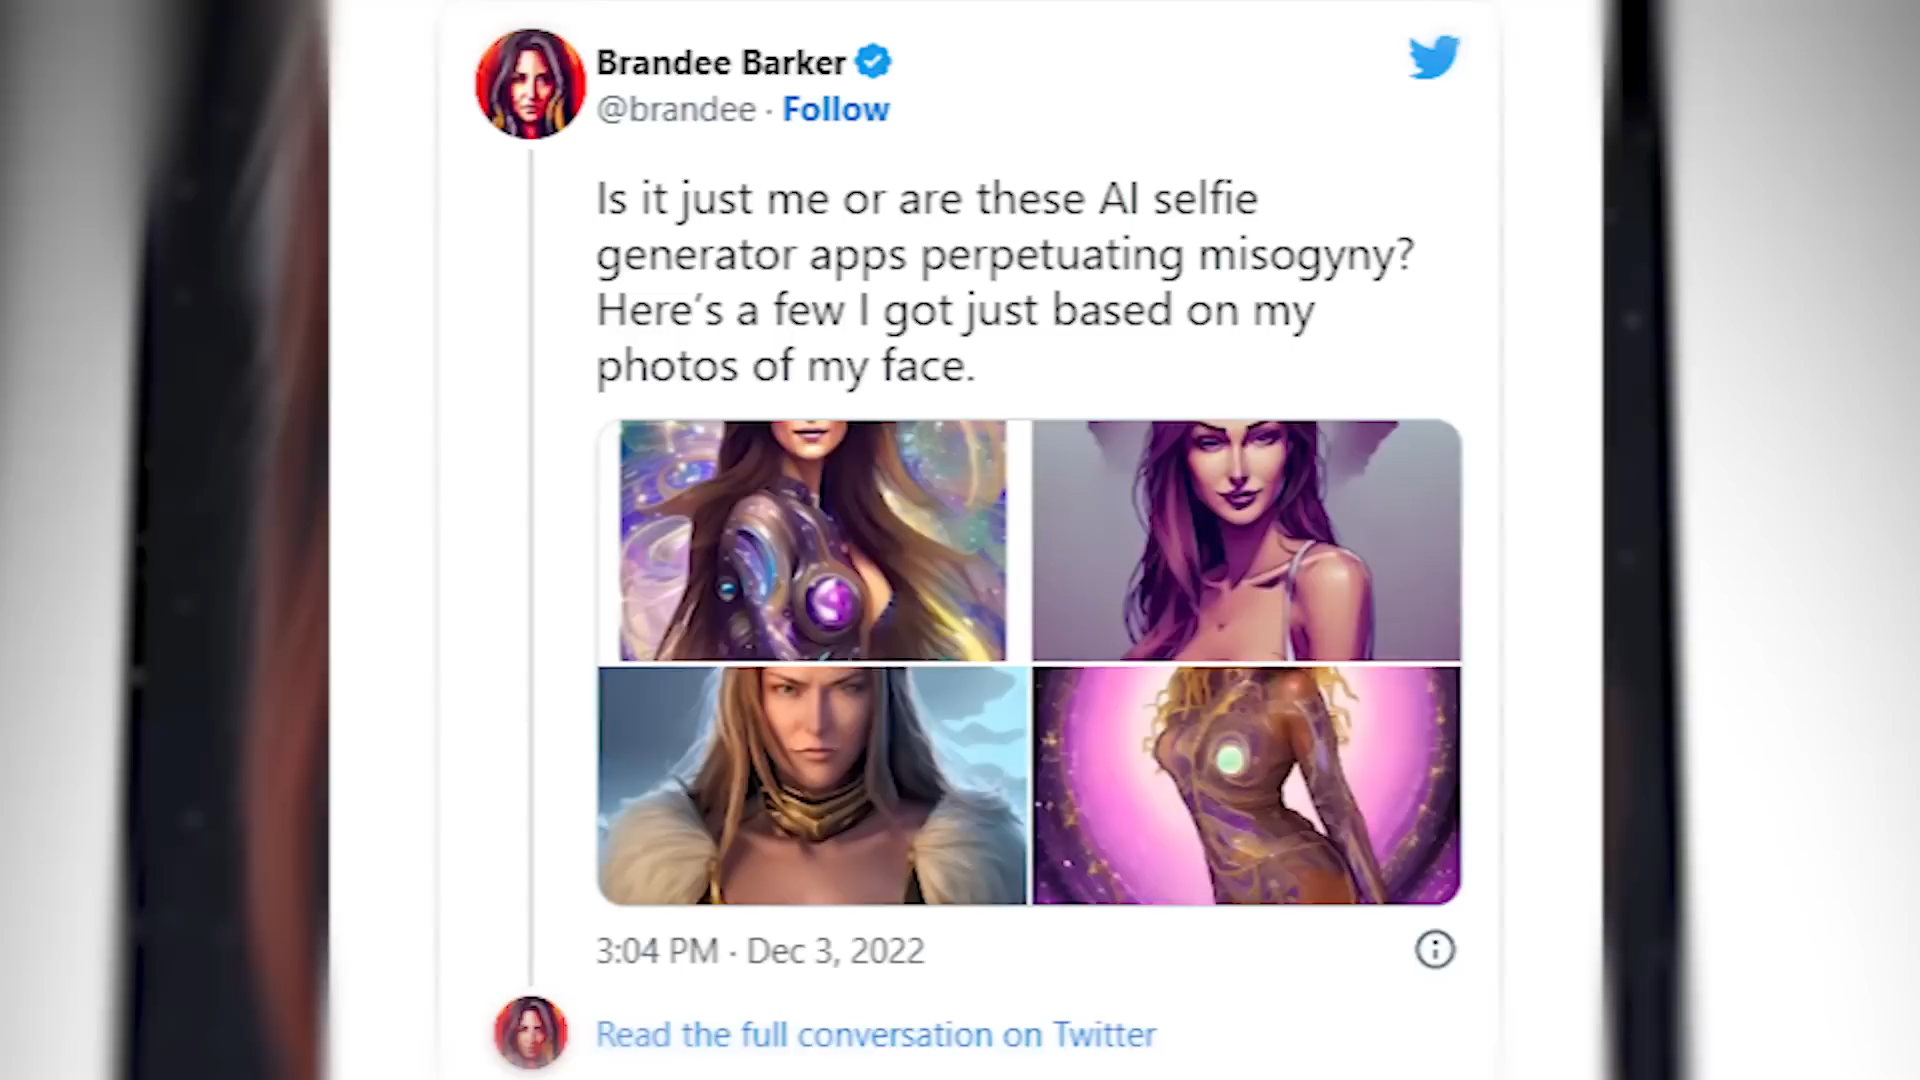 Brandee Barker
@brandee · Follow
Is it just me or are these AI selfie
generator apps perpetuating misogyny?
Here’s a few I got just based on my
photos of my face.
3:04 PM · Dec 3, 2022
Read the full conversation on Twitter